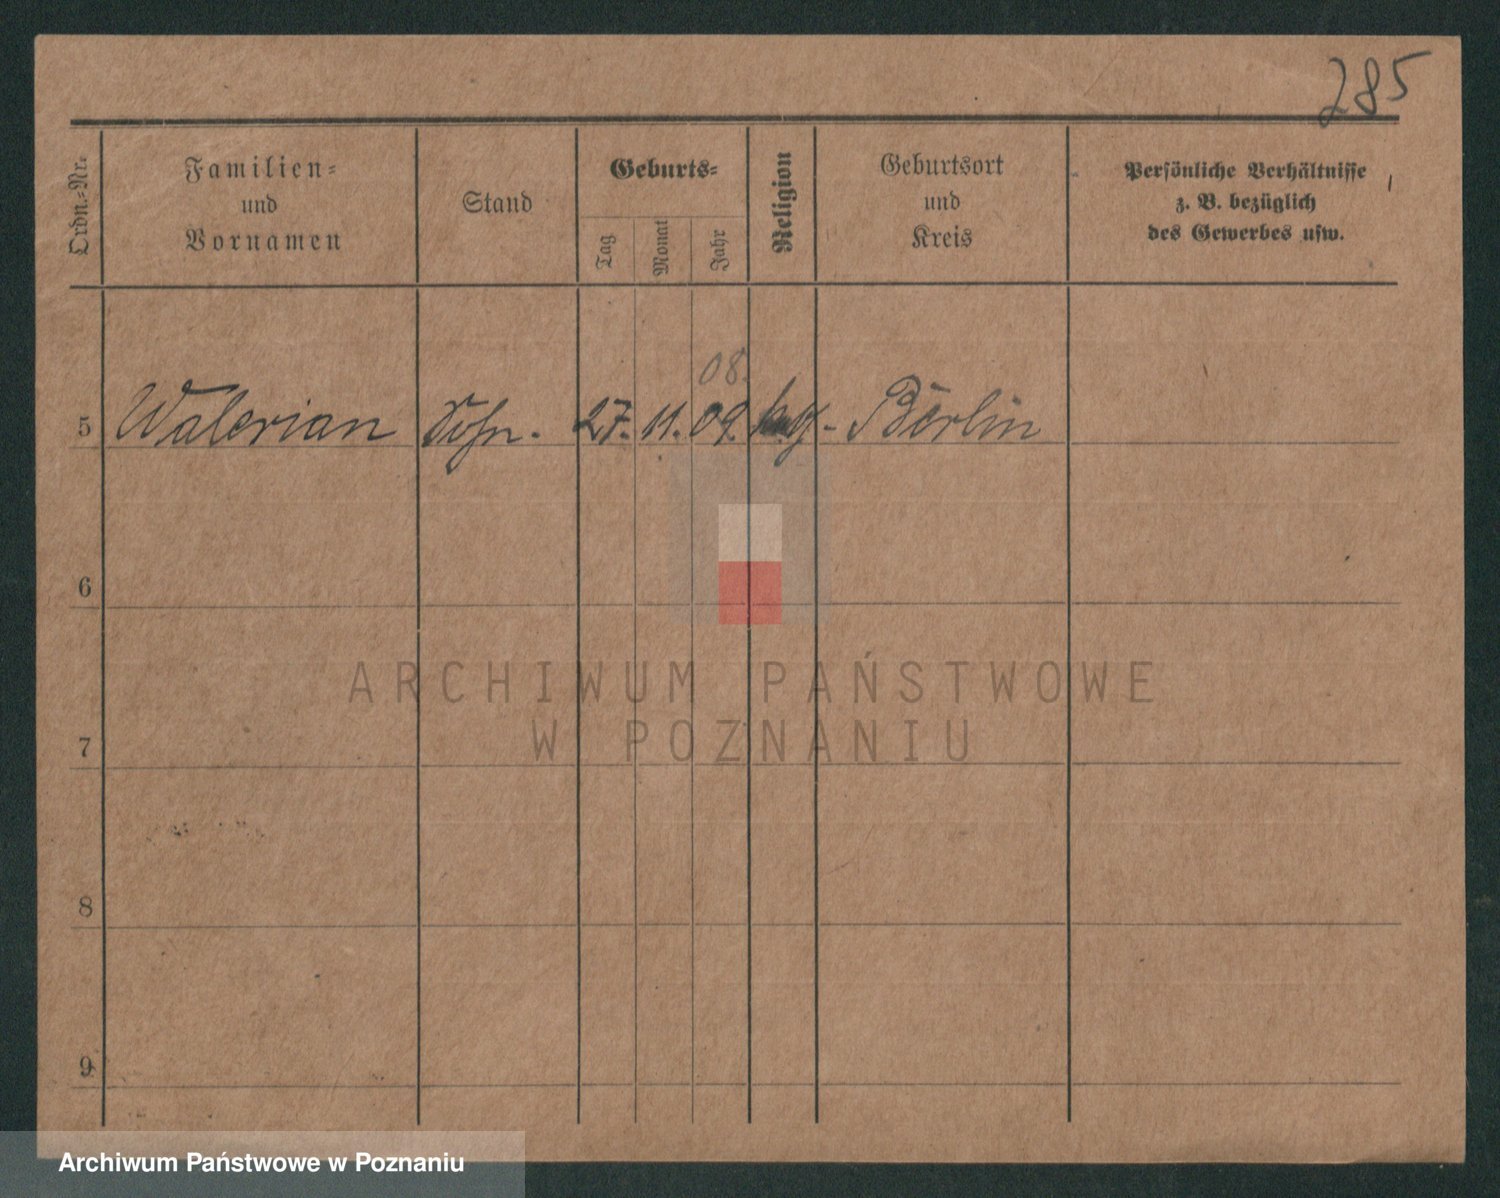 285
Ordn.-Nr.
Familien-
und
Vornamen
Stand
Geburts-
Tag
Monat
Jahr
Religion
Geburtsort
und
Kreis
Persönliche Verhältnisse
z. B. bezüglich
des Gewerbes usw.
08.
5 Walerian Sohn. 27. 11. 09. Berlin
6
ARCHIWUM PAŃSTWOWE
W POZNANIU
7
8
9
Archiwum Państwowe w Poznaniu